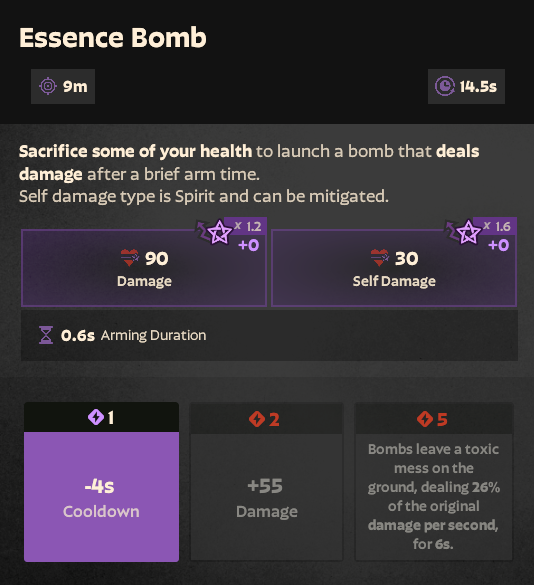 Essence Bomb
9m
14.5s
Sacrifice some of your health to launch a bomb that deals
damage after a brief arm time.
Self damage type is Spirit and can be mitigated.
x 1.2
+0
90
Damage
x 1.6
+0
30
Self Damage
0.6s Arming Duration
1
-4s
Cooldown
2
+55
Damage
5
Bombs leave a toxic
mess on the
ground, dealing 26%
of the original
damage per second,
for 6s.